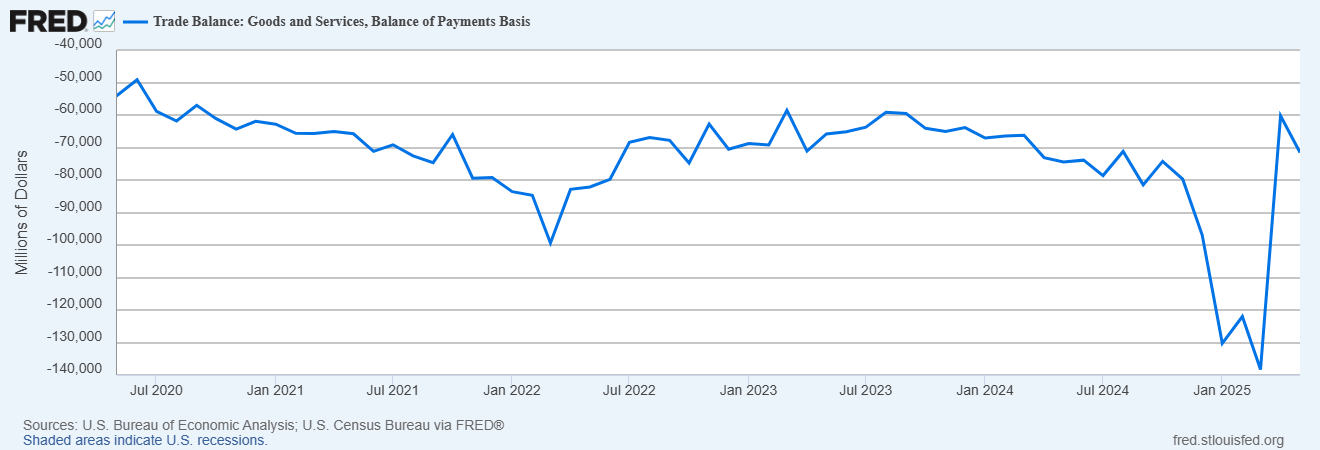 FRED
Trade Balance: Goods and Services, Balance of Payments Basis
-40,000
-50,000
-60,000
-70,000
-80,000
-90,000
-100,000
-110,000
-120,000
-130,000
-140,000
Millions of Dollars
Jul 2020 Jan 2021 Jul 2021 Jan 2022 Jul 2022 Jan 2023 Jul 2023 Jan 2024 Jul 2024 Jan 2025
Sources: U.S. Bureau of Economic Analysis; U.S. Census Bureau via FRED®
Shaded areas indicate U.S. recessions.
fred.stlouisfed.org